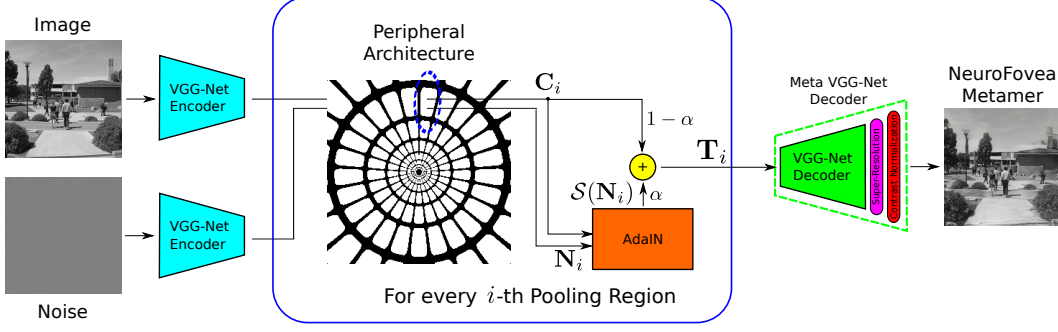 Image
VGG-Net
Encoder
Noise
VGG-Net
Encoder
Peripheral
Architecture
C_i
1 − α
+
T_i
S(N_i)
α
N_i
AdaIN
For every i-th Pooling Region
Meta VGG-Net
Decoder
VGG-Net
Decoder
Super-Resolution
Contrast Normalization
NeuroFovea
Metamer